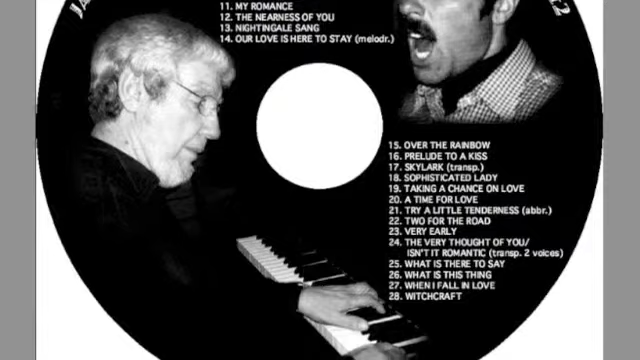 JA
2
11. MY ROMANCE
12. THE NEARNESS OF YOU
13. NIGHTINGALE SANG
14. OUR LOVE IS HERE TO STAY (melodr.)
15. OVER THE RAINBOW
16. PRELUDE TO A KISS
17. SKYLARK (transp.)
18. SOPHISTICATED LADY
19. TAKING A CHANCE ON LOVE
20. A TIME FOR LOVE
21. TRY A LITTLE TENDERNESS (abbr.)
22. TWO FOR THE ROAD
23. VERY EARLY
24. THE VERY THOUGHT OF YOU/
ISN'T IT ROMANTIC (transp. 2 voices)
25. WHAT IS THERE TO SAY
26. WHAT IS THIS THING
27. WHEN I FALL IN LOVE
28. WITCHCRAFT